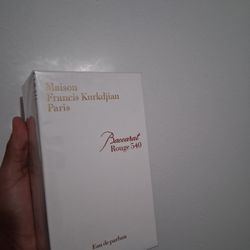 Maison
Francis Kurkdjian
Paris
Baccarat
Rouge 540
Eau de parfum